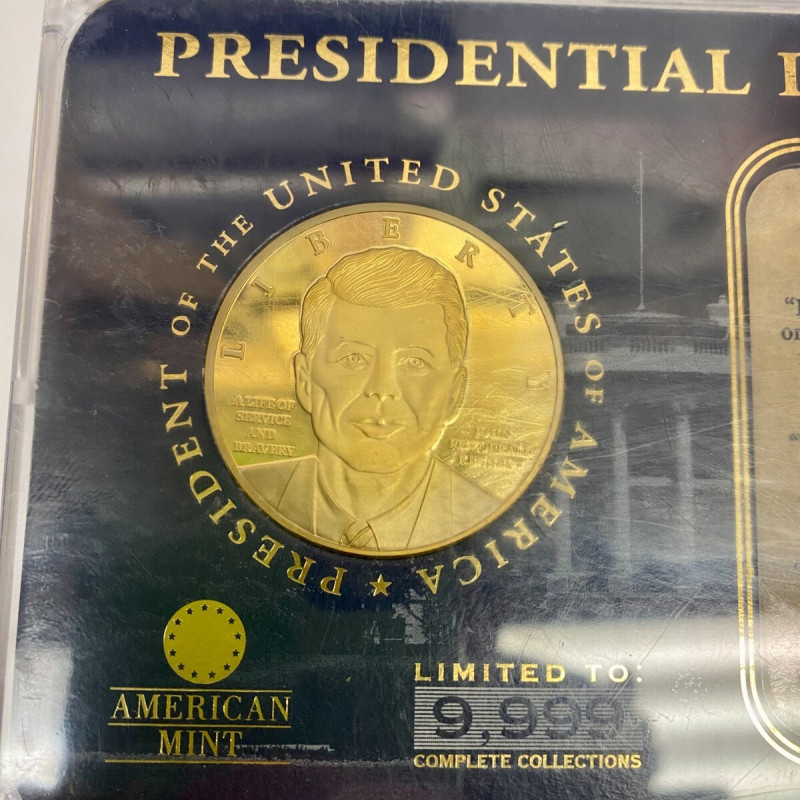 PRESIDENTIAL
PRESIDENT OF THE UNITED STATES OF AMERICA ★
LIBERTY
A LIFE OF
SERVICE
AND
BRAVERY
AMERICAN
MINT
LIMITED TO:
9,999
COMPLETE COLLECTIONS